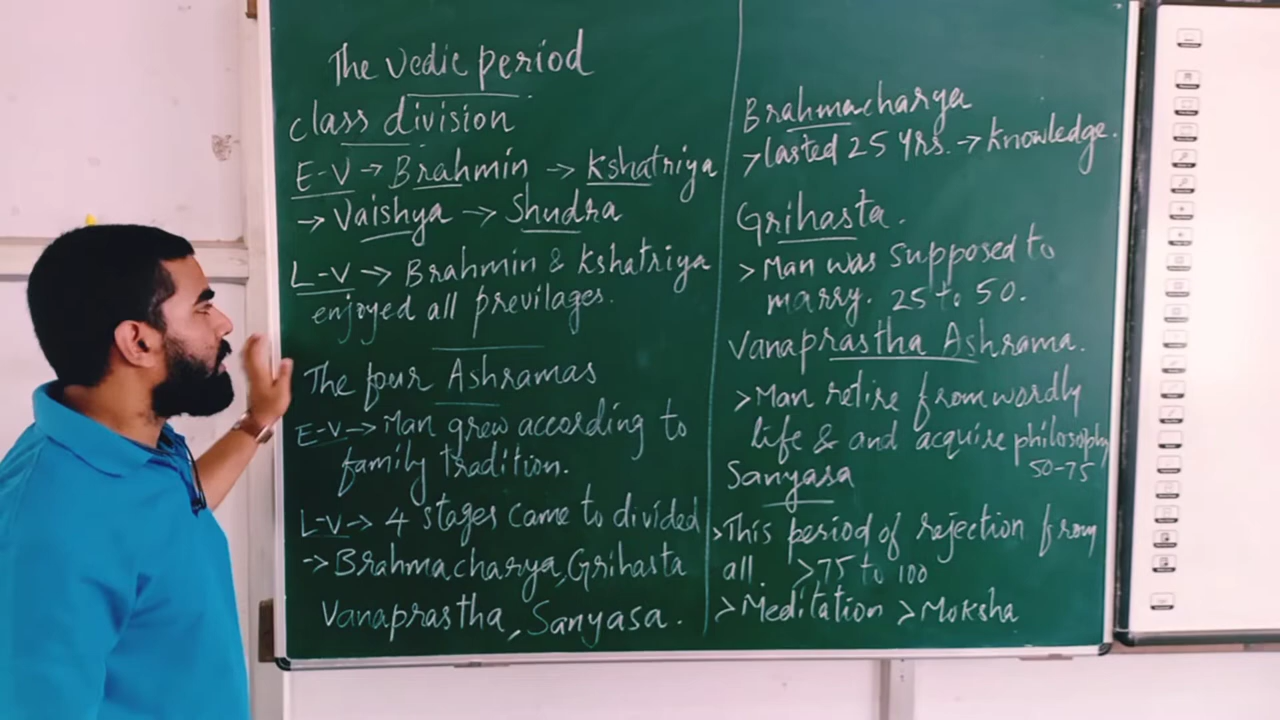 The Vedic period
class division
E-V → Brahmin → Kshatriya
→ Vaishya → Shudra
L-V → Brahmin & Kshatriya
enjoyed all previlages.
The four Ashramas
E-V → Man grew according to
family tradition.
L-V → 4 stages came to divided
→ Brahmacharya, Grihasta
Vanaprastha, Sanyasa.
Brahmacharya
> lasted 25 yrs. → Knowledge.
Grihasta.
> Man was supposed to
marry. 25 to 50.
Vanaprastha Ashrama.
> Man retire from wordly
life & and acquire philosophy
50-75
Sanyasa
> This period of rejection from
all. > 75 to 100
> Meditation > Moksha